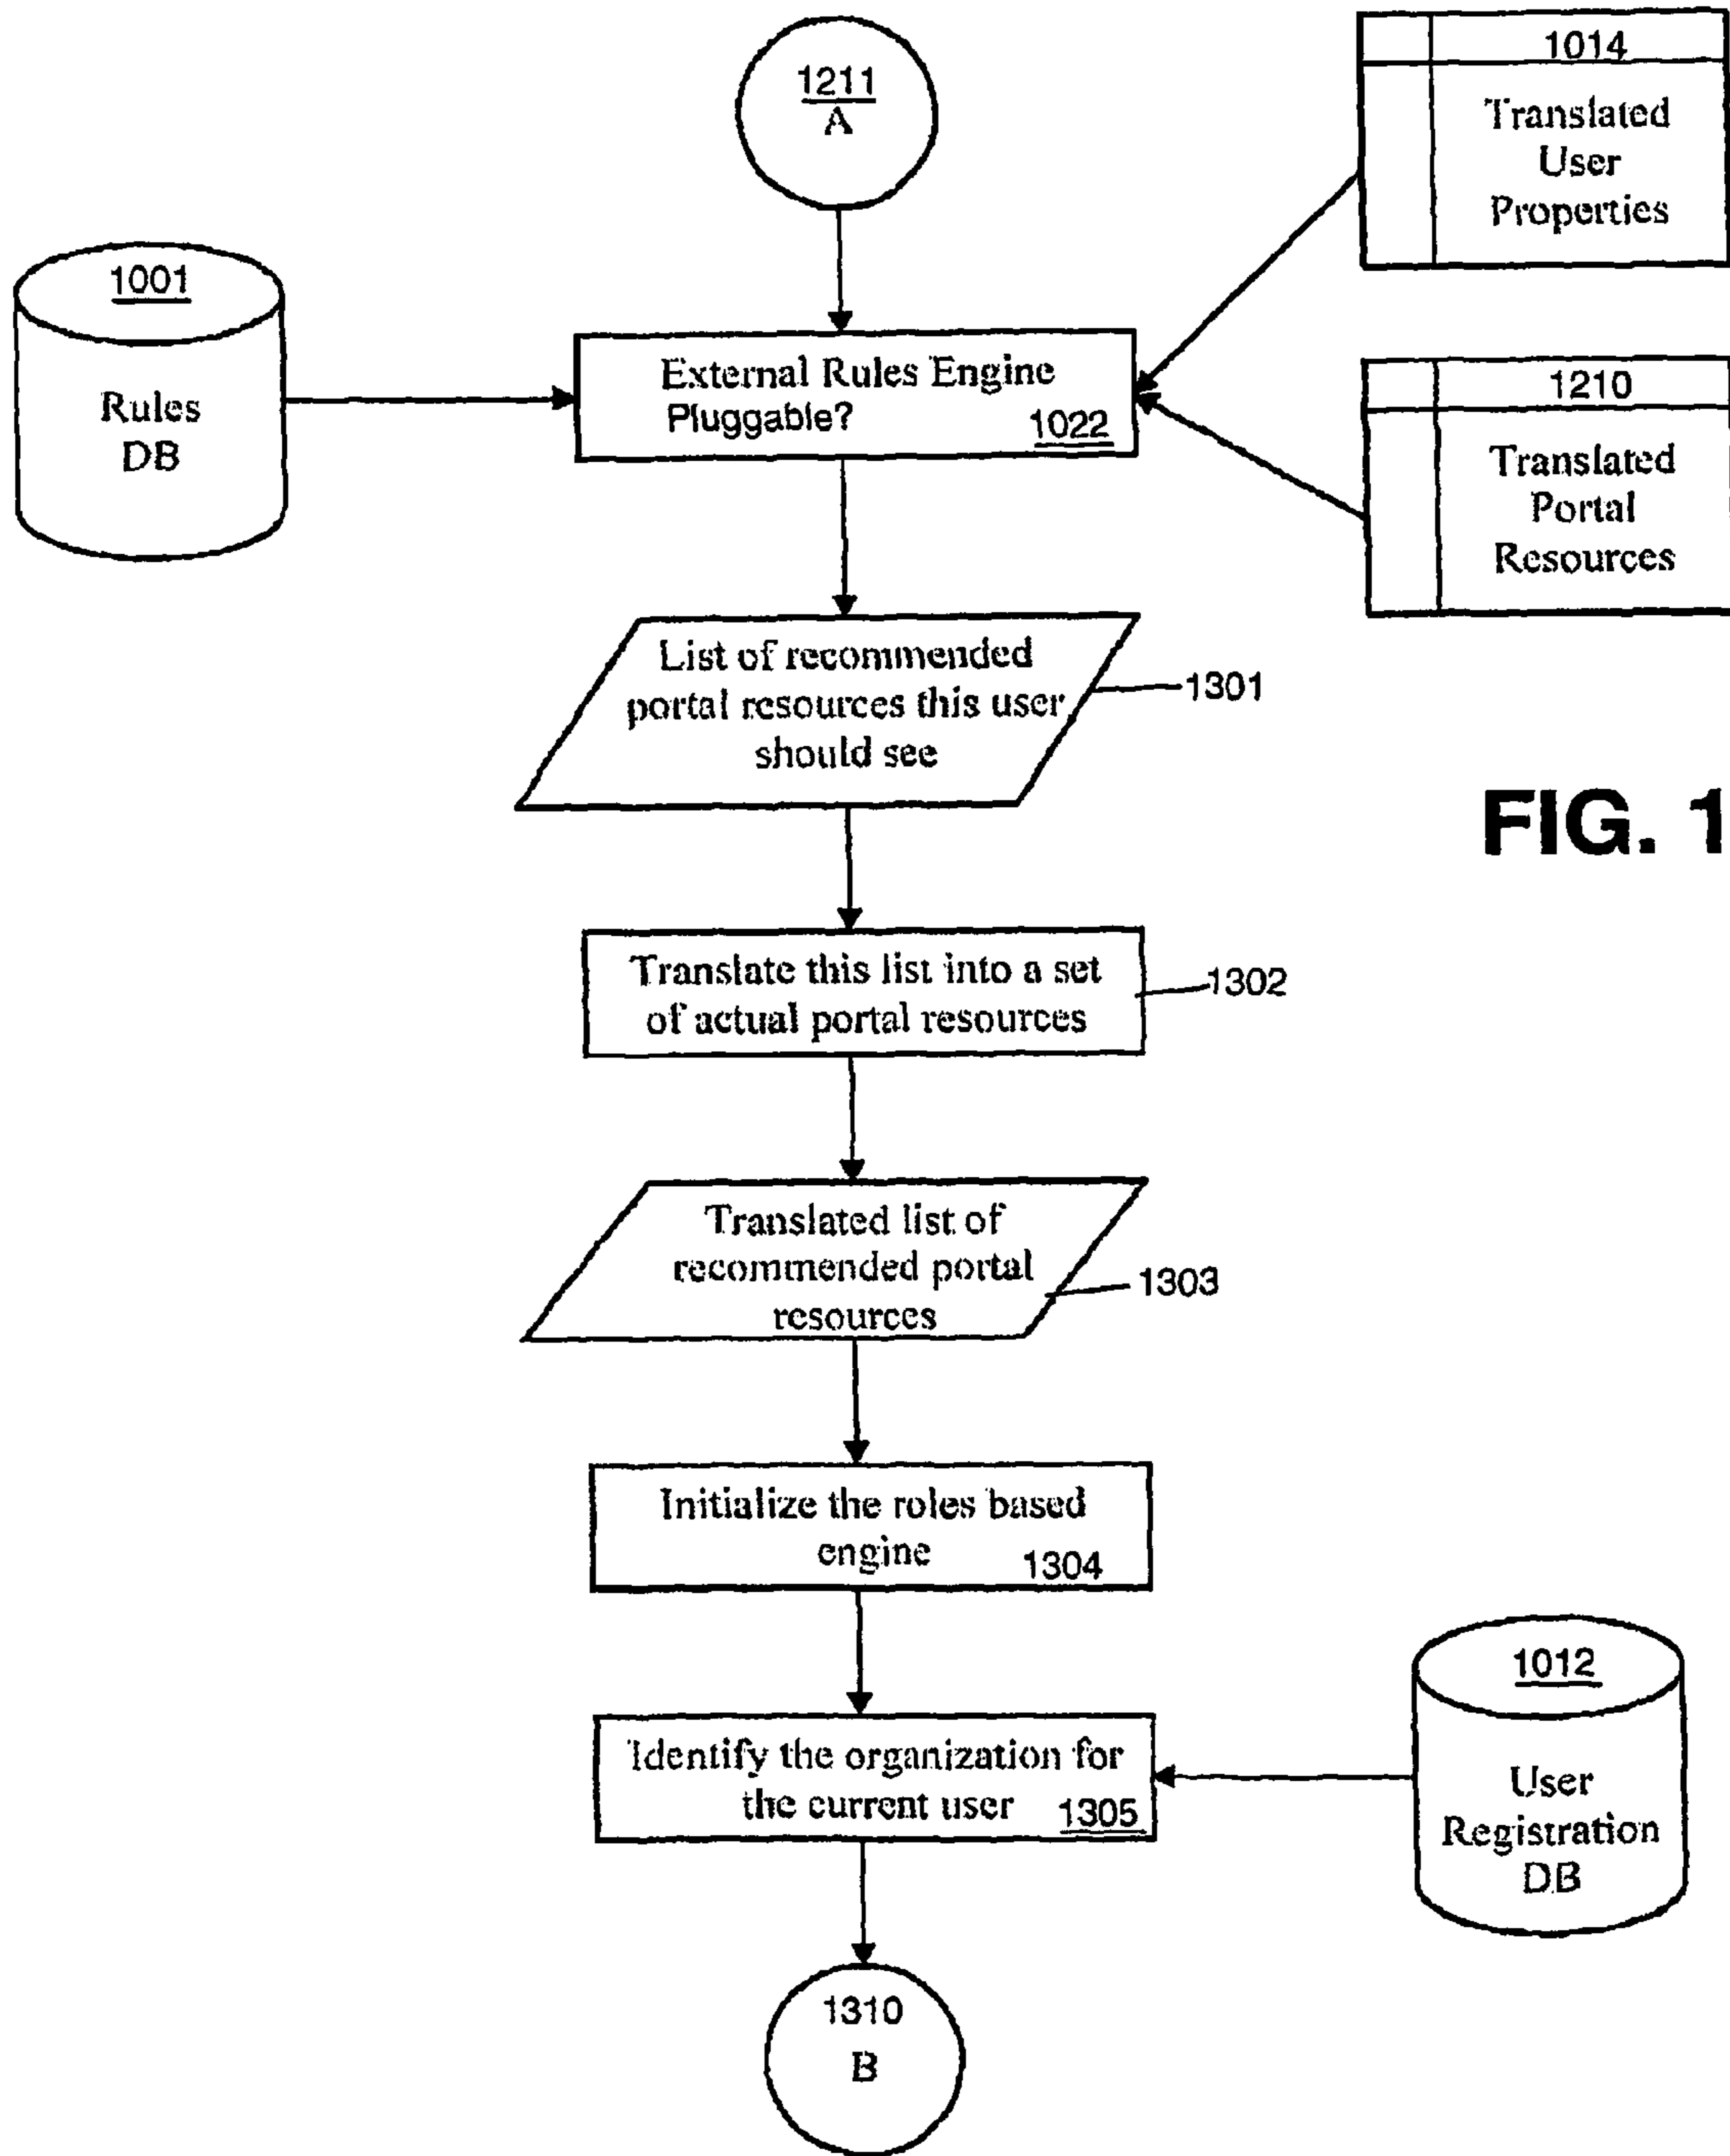 1211
A
1014
Translated
User
Properties
1001
Rules
DB
External Rules Engine
Pluggable?
1022
1210
Translated
Portal
Resources
List of recommended
portal resources this user
should see
1301
FIG. 1
Translate this list into a set
of actual portal resources
1302
Translated list of
recommended portal
resources
1303
Initialize the roles based
engine
1304
Identify the organization for
the current user
1305
1012
User
Registration
DB
1310
B